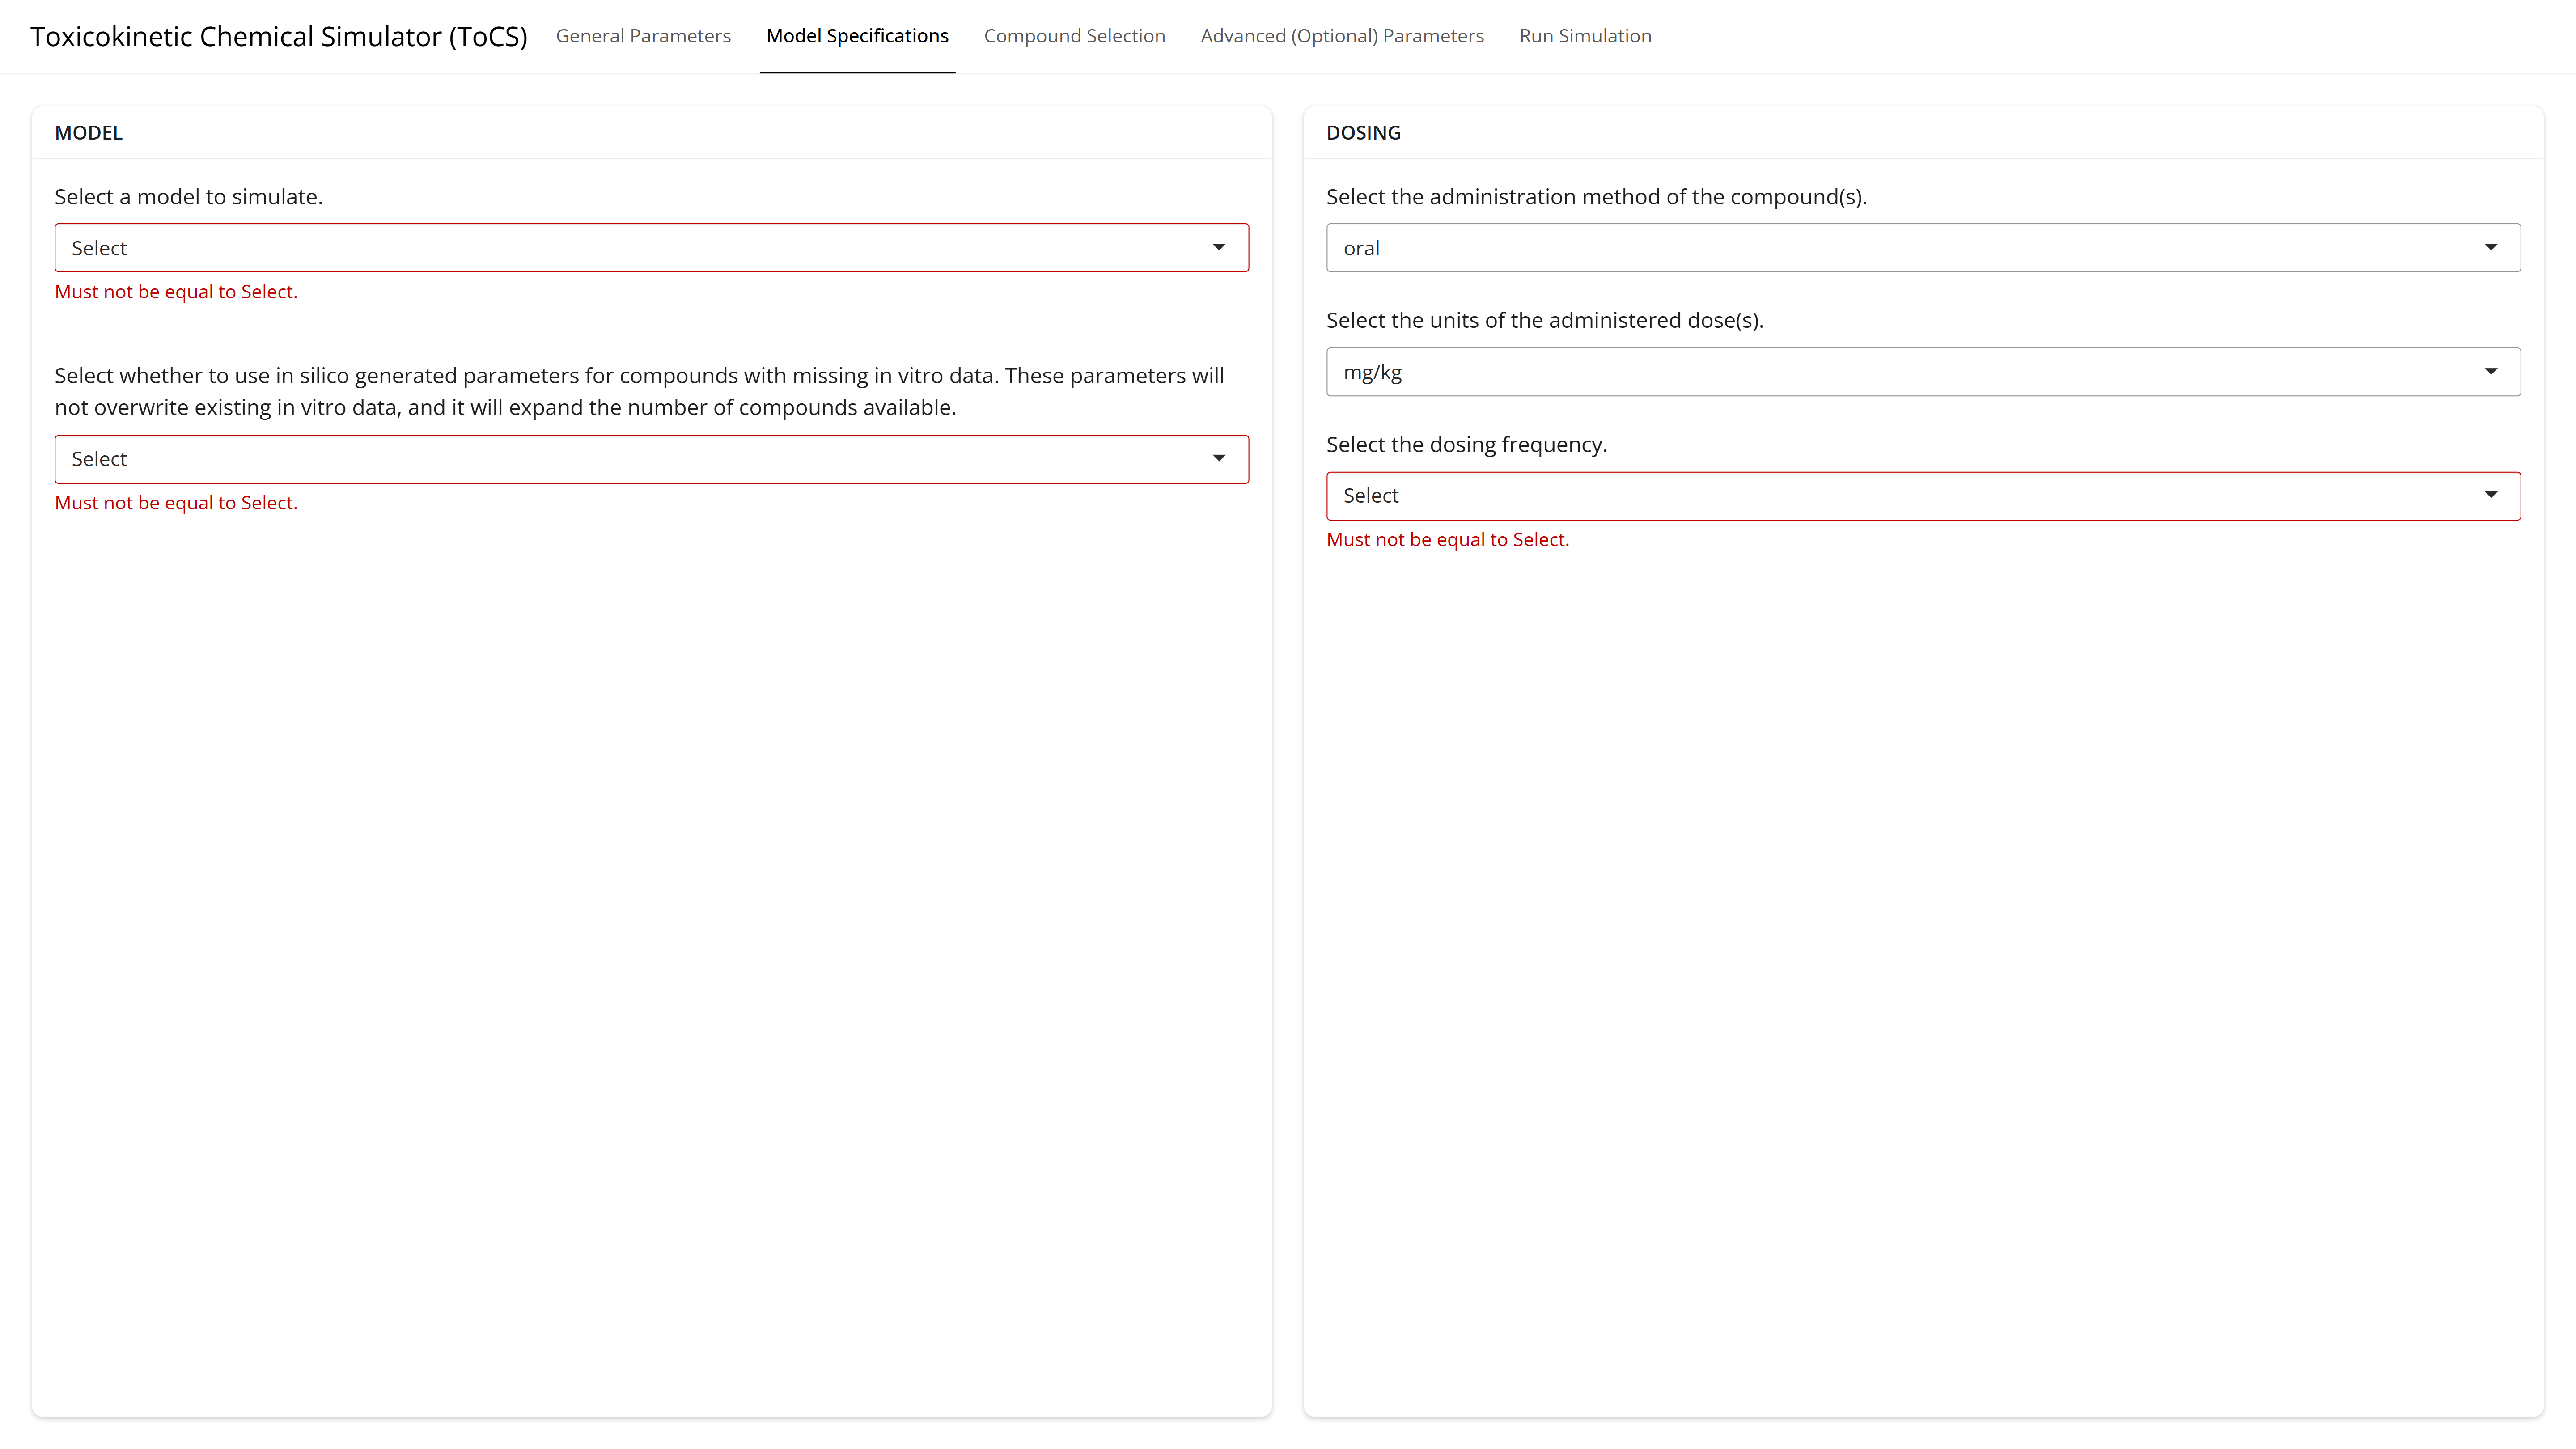 Toxicokinetic Chemical Simulator (ToCS)
General Parameters
Model Specifications
Compound Selection
Advanced (Optional) Parameters
Run Simulation
MODEL
Select a model to simulate.
Select
Must not be equal to Select.
Select whether to use in silico generated parameters for compounds with missing in vitro data. These parameters will
not overwrite existing in vitro data, and it will expand the number of compounds available.
Select
Must not be equal to Select.
DOSING
Select the administration method of the compound(s).
oral
Select the units of the administered dose(s).
mg/kg
Select the dosing frequency.
Select
Must not be equal to Select.